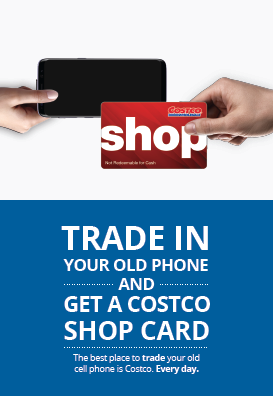 COSTCO
shop
Not Redeemable for Cash
TRADE IN
YOUR OLD PHONE
AND
GET A COSTCO
SHOP CARD
The best place to trade your old
cell phone is Costco. Every day.